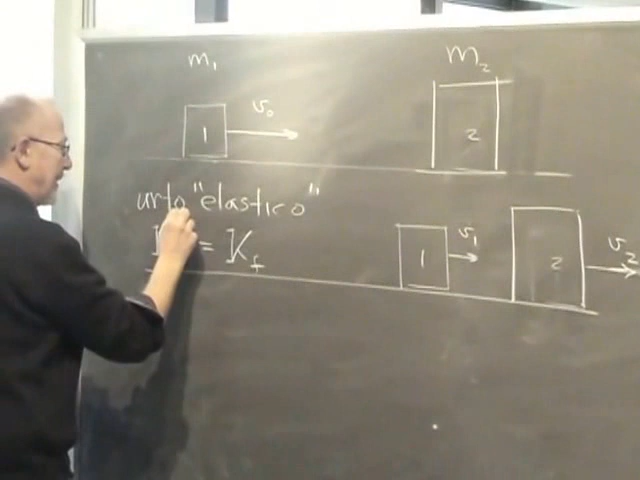 m₁ m₂
1 v₀ 2
urto "elastico"
= K_f
1 v₁ 2 v₂